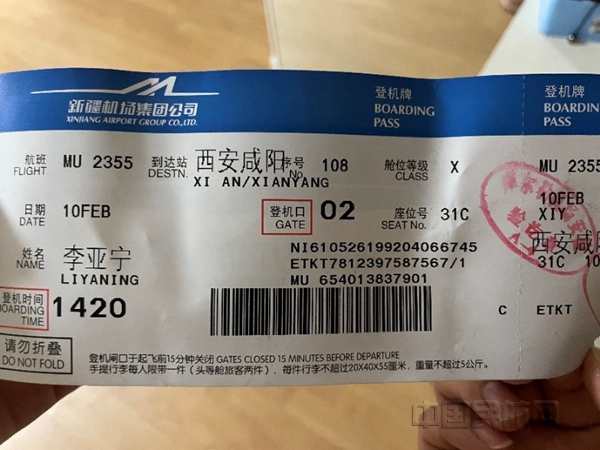 新疆机场集团公司
XINJIANG AIRPORT GROUP CO.,LTD.
登机牌
BOARDING
PASS
登机牌
BOARDING
PASS
航班
FLIGHT
MU 2355
到达站
DESTN.
西安咸阳
XI AN/XIANYANG
序号
No
108
舱位等级
CLASS
X
MU 2355
日期
DATE
10FEB
登机口
GATE
02
座位号
SEAT No.
31C
10FEB
XIY
西安咸
姓名
NAME
李亚宁
LIYANING
NI610526199204066745
ETKT7812397587567/1
MU 654013837901
31C 10
登机时间
BOARDING
TIME
1420
C ETKT
请勿折叠
DO NOT FOLD
登机闸口于起飞前15分钟关闭 GATES CLOSED 15 MINUTES BEFORE DEPARTURE
手提行李每人限带一件（头等舱旅客两件），每件行李不超过20X40X55厘米，重量不超过5公斤。
中国民航网